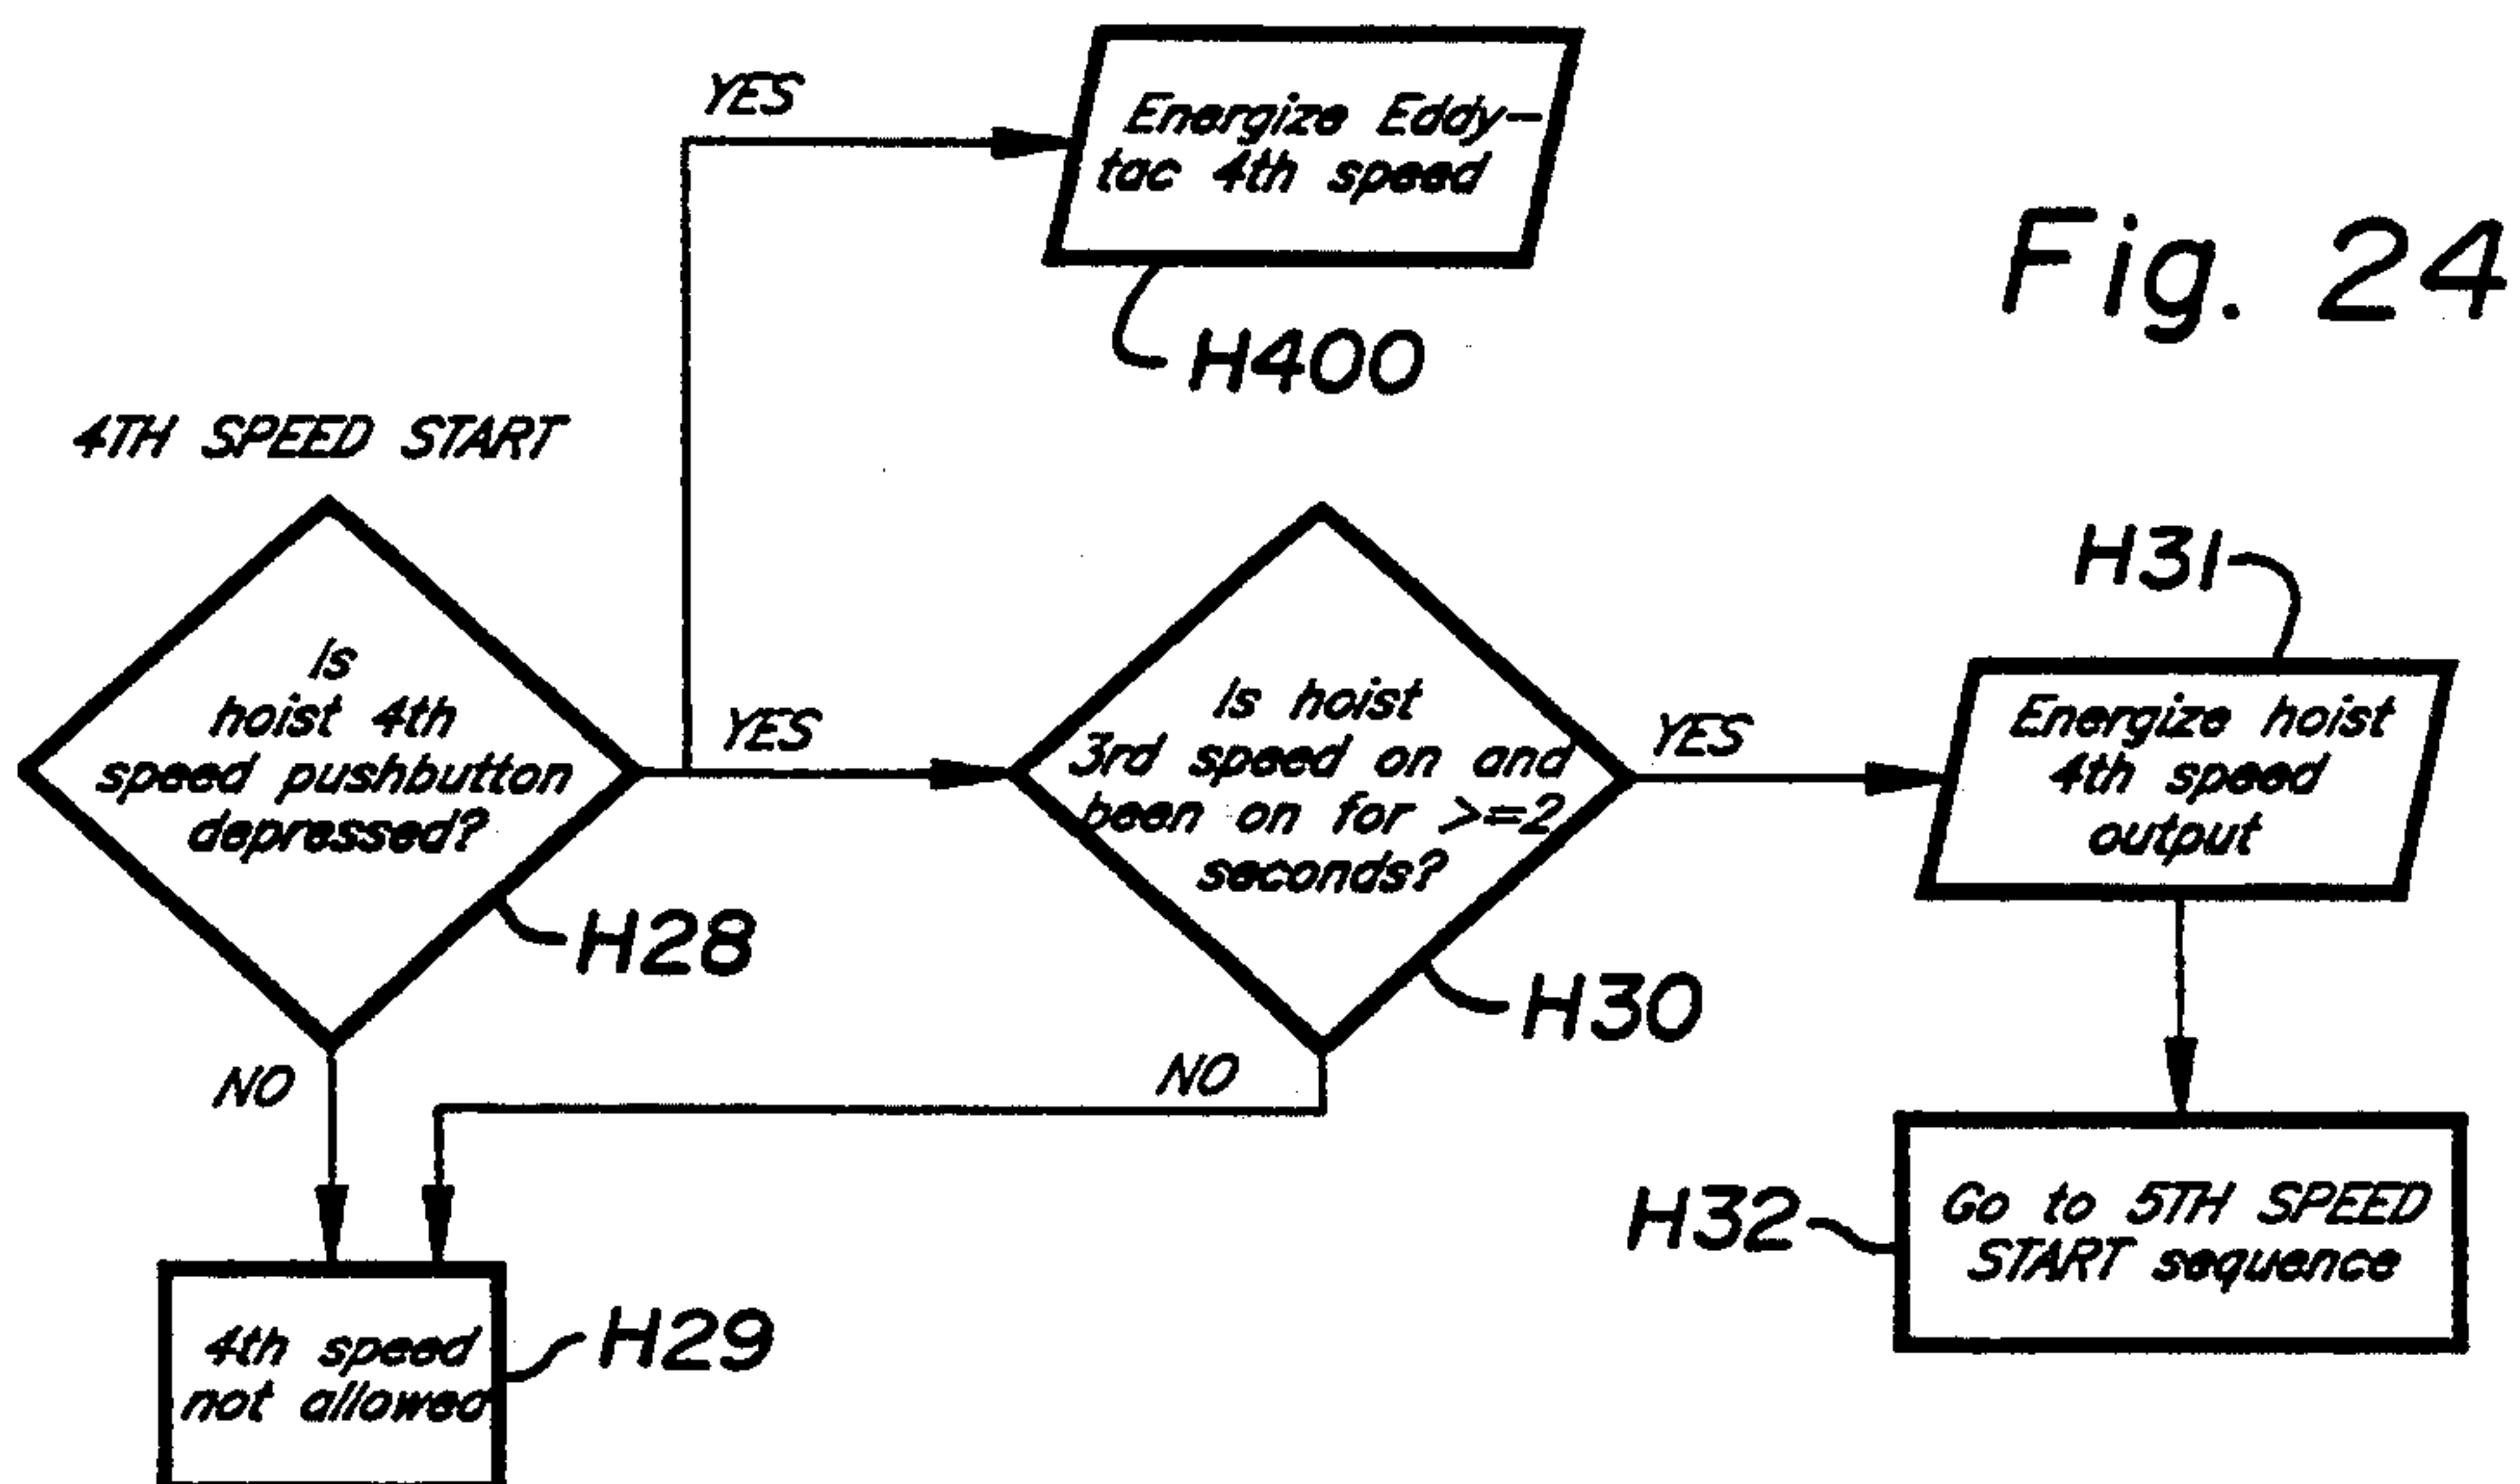 YES
Energize Eddy-
tac 4th speed
Fig. 24
H400
4TH SPEED START
Is
hoist 4th
speed pushbutton
depressed?
H28
YES
Is hoist
3rd speed on and
been on for >=2
seconds?
H30
YES
H31
Energize hoist
4th speed
output
NO
NO
H32
Go to 5TH SPEED
START sequence
4th speed
not allowed
H29